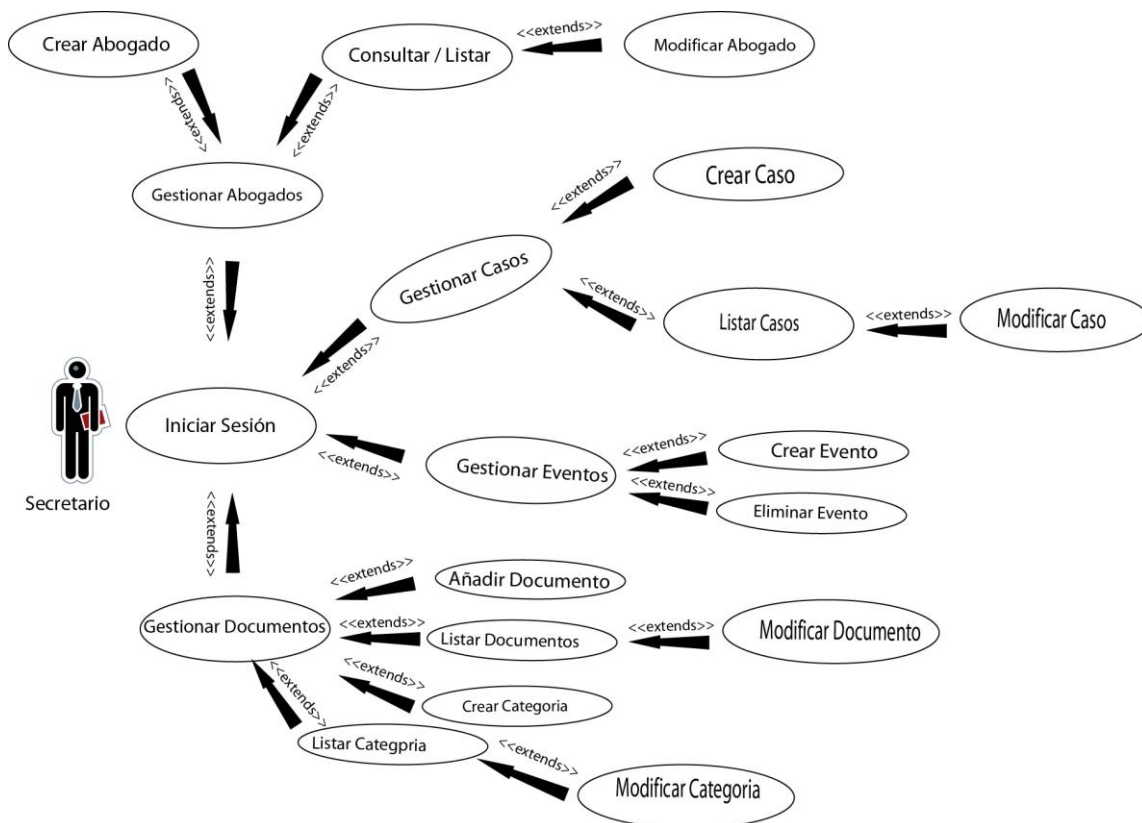 Crear Abogado
<<extends>>
Consultar / Listar
<<extends>>
<<extends>>
Modificar Abogado
Gestionar Abogados
<<extends>>
Crear Caso
<<extends>>
Gestionar Casos
<<extends>>
Listar Casos
<<extends>>
Modificar Caso
<<extends>>
Secretario
Iniciar Sesión
<<extends>>
Gestionar Eventos
<<extends>>
Crear Evento
<<extends>>
Eliminar Evento
<<extends>>
Gestionar Documentos
<<extends>>
Añadir Documento
<<extends>>
Listar Documentos
<<extends>>
Modificar Documento
<<extends>>
Crear Categoria
<<extends>>
Listar Categpria
<<extends>>
Modificar Categoria